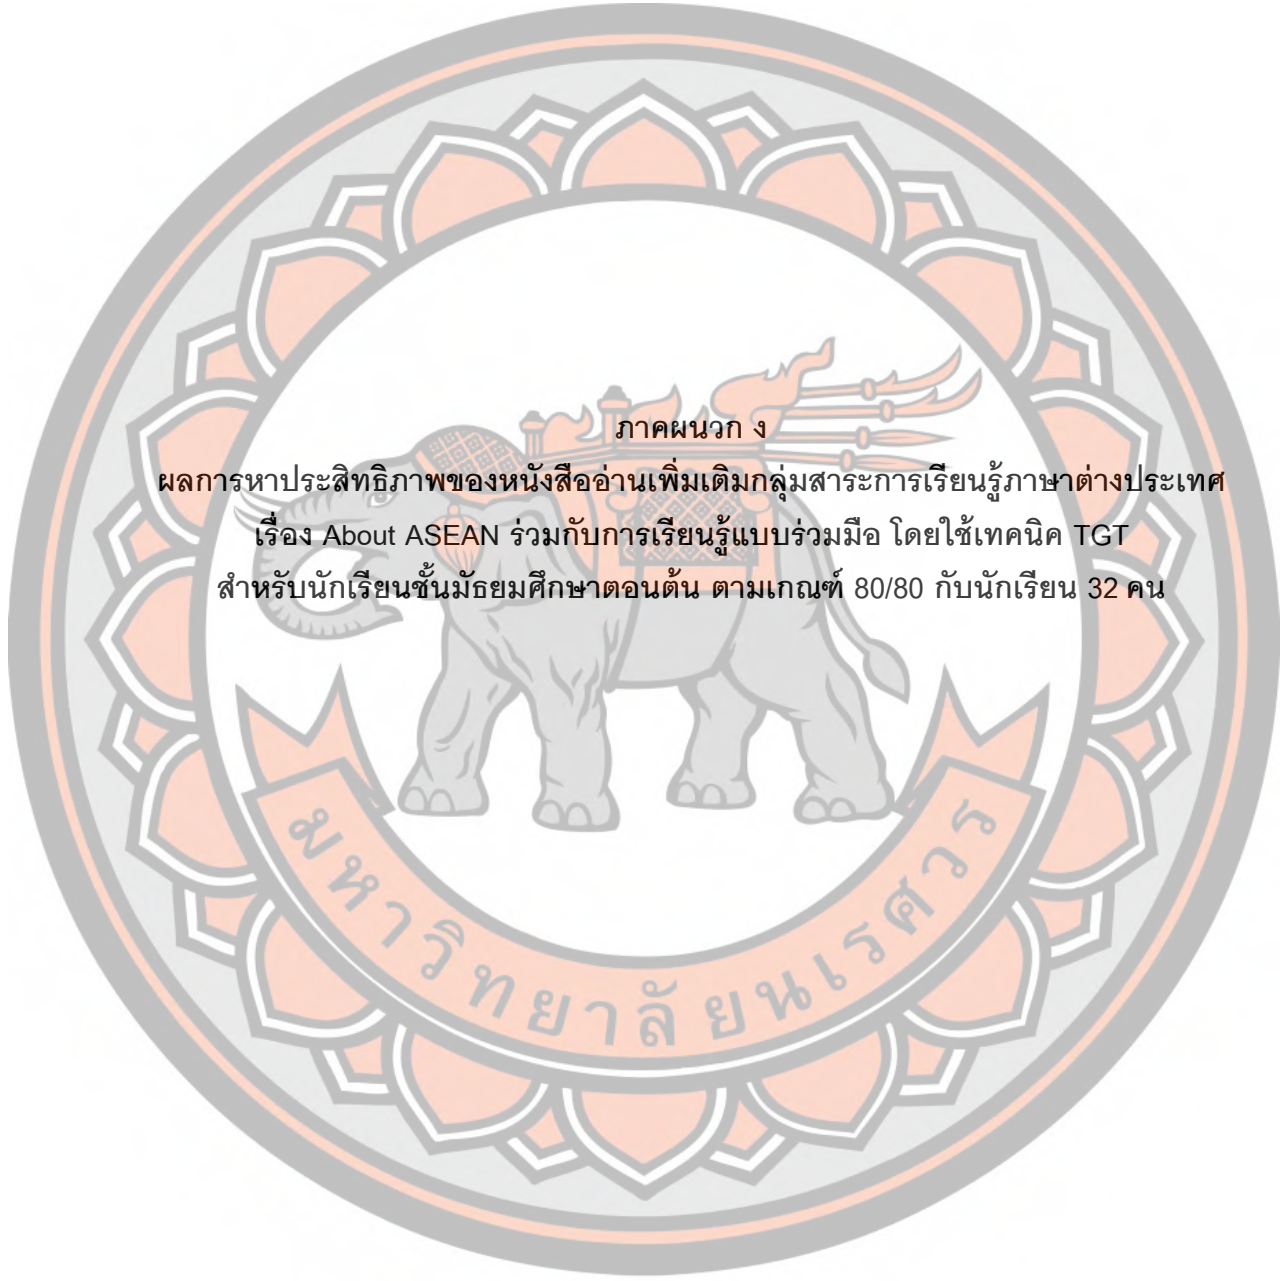 ภาคผนวก ง
ผลการหาประสิทธิภาพของหนังสืออ่านเพิ่มเติมกลุ่มสาระการเรียนรู้ภาษาต่างประเทศ
เรื่อง About ASEAN ร่วมกับการเรียนรู้แบบร่วมมือ โดยใช้เทคนิค TGT
สำหรับนักเรียนชั้นมัธยมศึกษาตอนต้น ตามเกณฑ์ 80/80 กับนักเรียน 32 คน
มหาวิทยาลัยนเรศวร